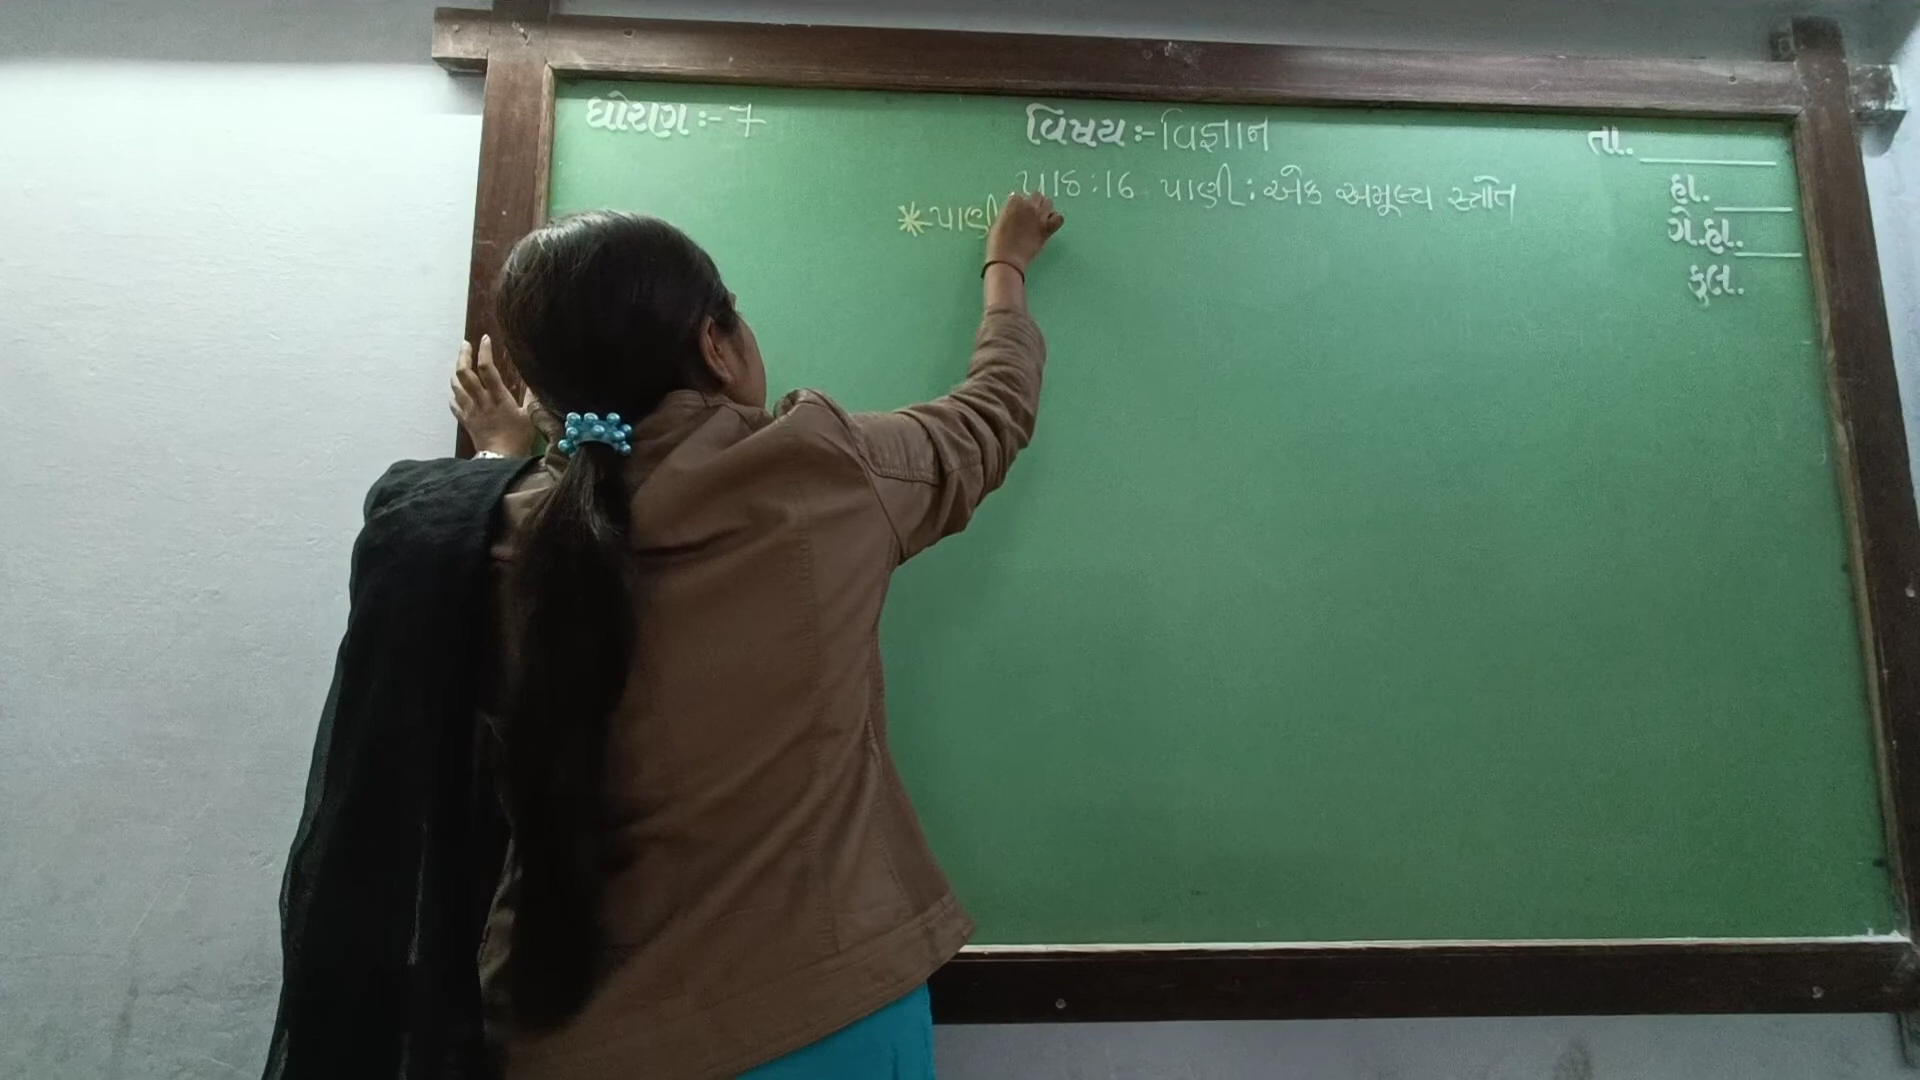 ધોરણ :- 7
વિષય :- વિજ્ઞાન
તા.
પાઠ : 16 પાણી : એક અમૂલ્ય સ્ત્રોત
હા.
ગે.હા.
કુલ.
* પાણી